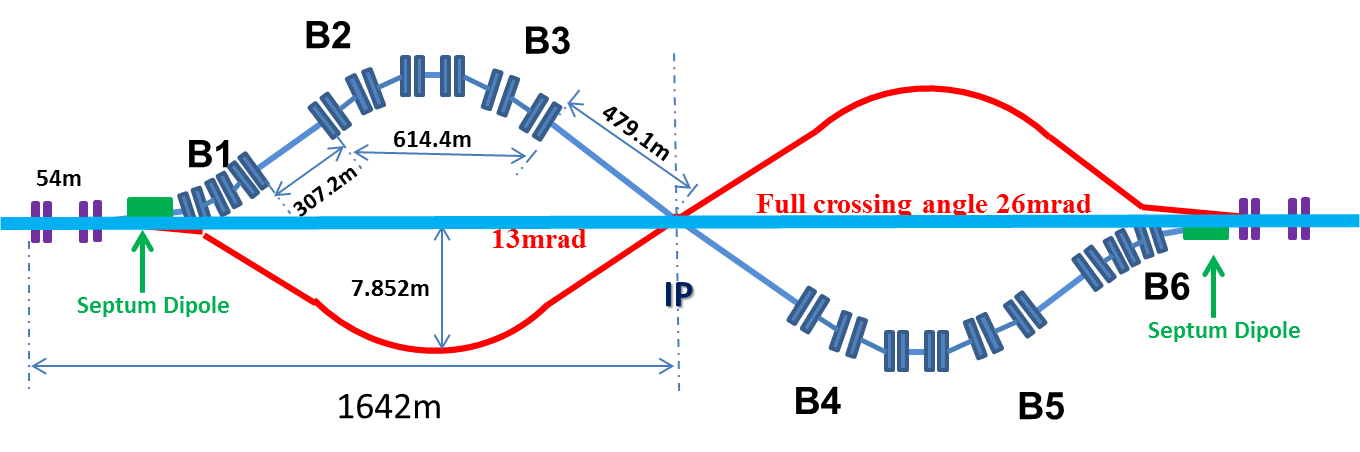 B2
B3
B1
54m
614.4m
479.1m
307.2m
Full crossing angle 26mrad
13mrad
7.852m
IP
Septum Dipole
B6
Septum Dipole
B4
B5
1642m